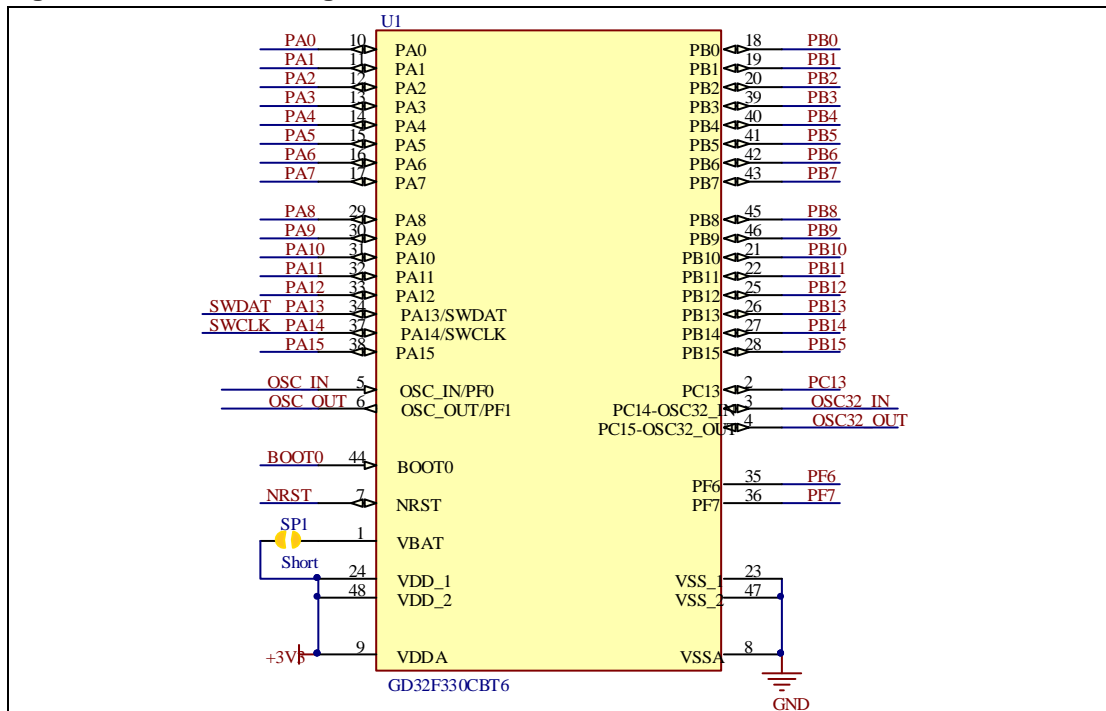 U1
PA0 10 PA0 PB0 18 PB0
PA1 11 PA1 PB1 19 PB1
PA2 12 PA2 PB2 20 PB2
PA3 13 PA3 PB3 39 PB3
PA4 14 PA4 PB4 40 PB4
PA5 15 PA5 PB5 41 PB5
PA6 16 PA6 PB6 42 PB6
PA7 17 PA7 PB7 43 PB7
PA8 29 PA8 PB8 45 PB8
PA9 30 PA9 PB9 46 PB9
PA10 31 PA10 PB10 21 PB10
PA11 32 PA11 PB11 22 PB11
PA12 33 PA12 PB12 25 PB12
SWDAT PA13 34 PA13/SWDAT PB13 26 PB13
SWCLK PA14 37 PA14/SWCLK PB14 27 PB14
PA15 38 PA15 PB15 28 PB15
OSC_IN 5 OSC_IN/PF0 PC13 2 PC13
OSC_OUT 6 OSC_OUT/PF1 PC14-OSC32_IN 3 OSC32_IN
PC15-OSC32_OUT 4 OSC32_OUT
BOOT0 44 BOOT0
PF6 35 PF6
NRST 7 NRST PF7 36 PF7
SP1
1 VBAT
Short
24 VDD_1 VSS_1 23
48 VDD_2 VSS_2 47
+3V3 9 VDDA VSSA 8
GD32F330CBT6
GND